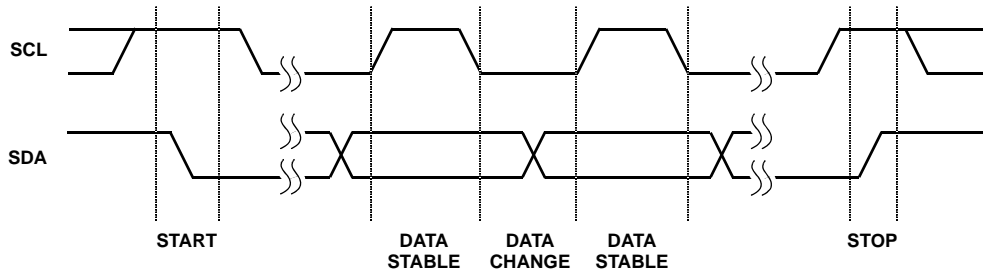 SCL
SDA
START
DATA
STABLE
DATA
CHANGE
DATA
STABLE
STOP